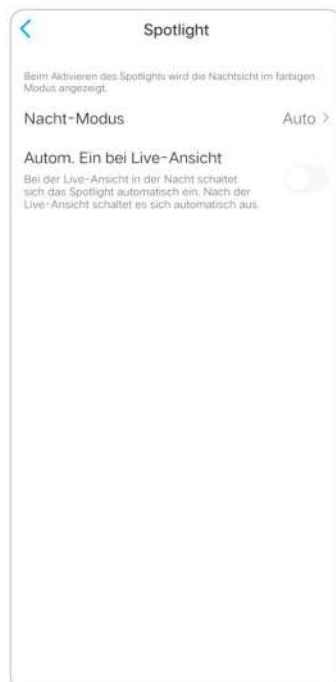 Spotlight
Beim Aktivieren des Spotlights wird die Nachtsicht im farbigen
Modus angezeigt.
Nacht-Modus Auto >
Autom. Ein bei Live-Ansicht
Bei der Live-Ansicht in der Nacht schaltet
sich das Spotlight automatisch ein. Nach der
Live-Ansicht schaltet es sich automatisch aus.